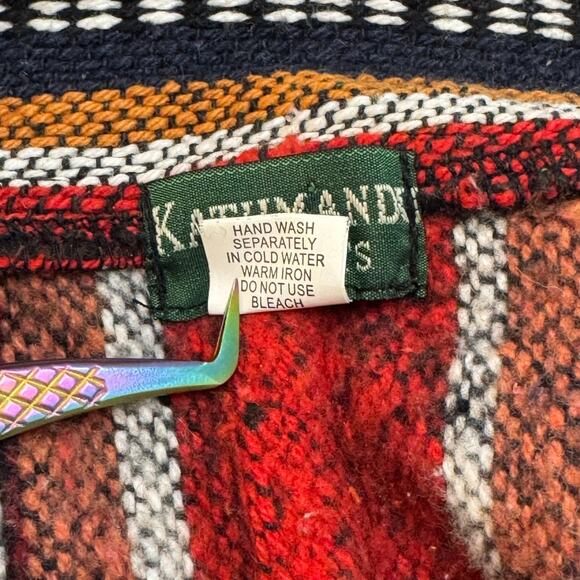 KATHMANDU
S
HAND WASH
SEPARATELY
IN COLD WATER
WARM IRON
DO NOT USE
BLEACH